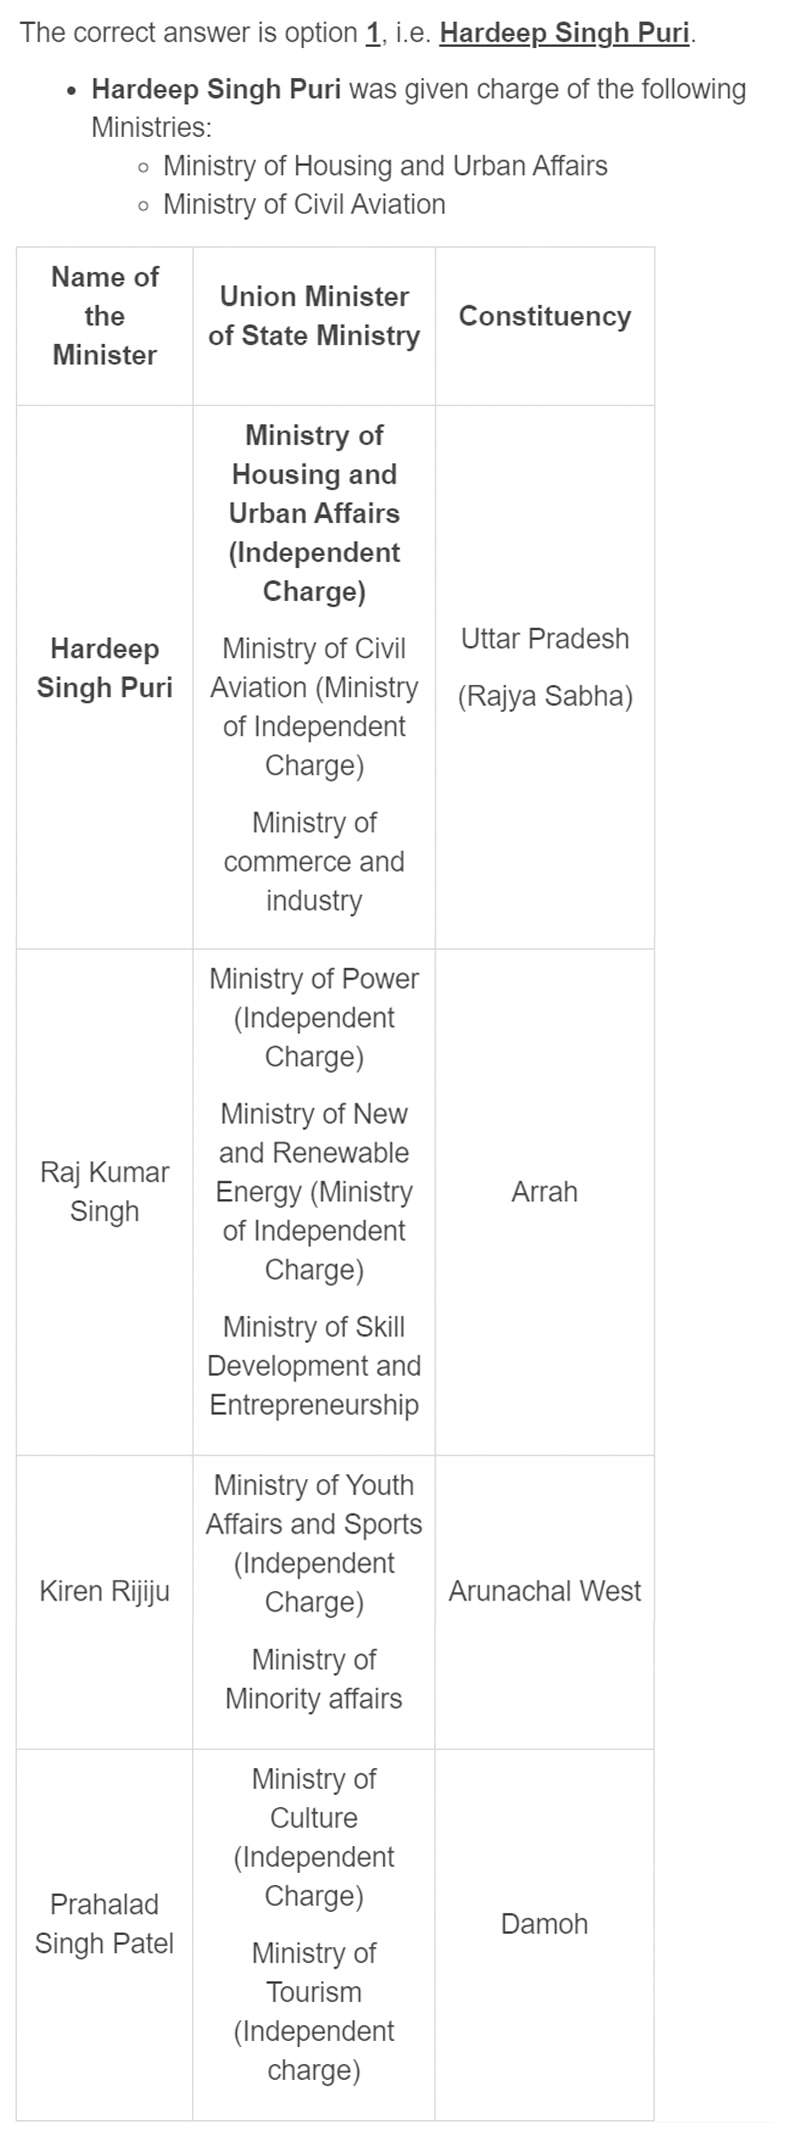 The correct answer is option 1, i.e. Hardeep Singh Puri.
Hardeep Singh Puri was given charge of the following
Ministries:
Ministry of Housing and Urban Affairs
Ministry of Civil Aviation
Name of
the
Minister
Union Minister
of State Ministry
Constituency
Hardeep
Singh Puri
Ministry of
Housing and
Urban Affairs
(Independent
Charge)
Ministry of Civil
Aviation (Ministry
of Independent
Charge)
Ministry of
commerce and
industry
Uttar Pradesh
(Rajya Sabha)
Raj Kumar
Singh
Ministry of Power
(Independent
Charge)
Ministry of New
and Renewable
Energy (Ministry
of Independent
Charge)
Ministry of Skill
Development and
Entrepreneurship
Arrah
Kiren Rijiju
Ministry of Youth
Affairs and Sports
(Independent
Charge)
Ministry of
Minority affairs
Arunachal West
Prahalad
Singh Patel
Ministry of
Culture
(Independent
Charge)
Ministry of
Tourism
(Independent
charge)
Damoh